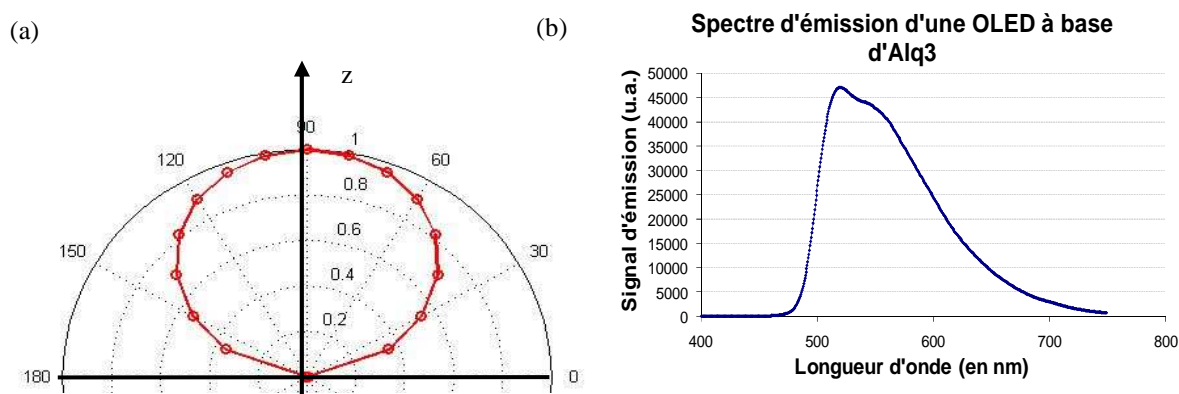 (a)
z
90
1
120
60
0.8
0.6
150
30
0.4
0.2
180
0
(b)
Spectre d'émission d'une OLED à base
d'Alq3
Signal d'émission (u.a.)
50000
45000
40000
35000
30000
25000
20000
15000
10000
5000
0
400 500 600 700 800
Longueur d'onde (en nm)